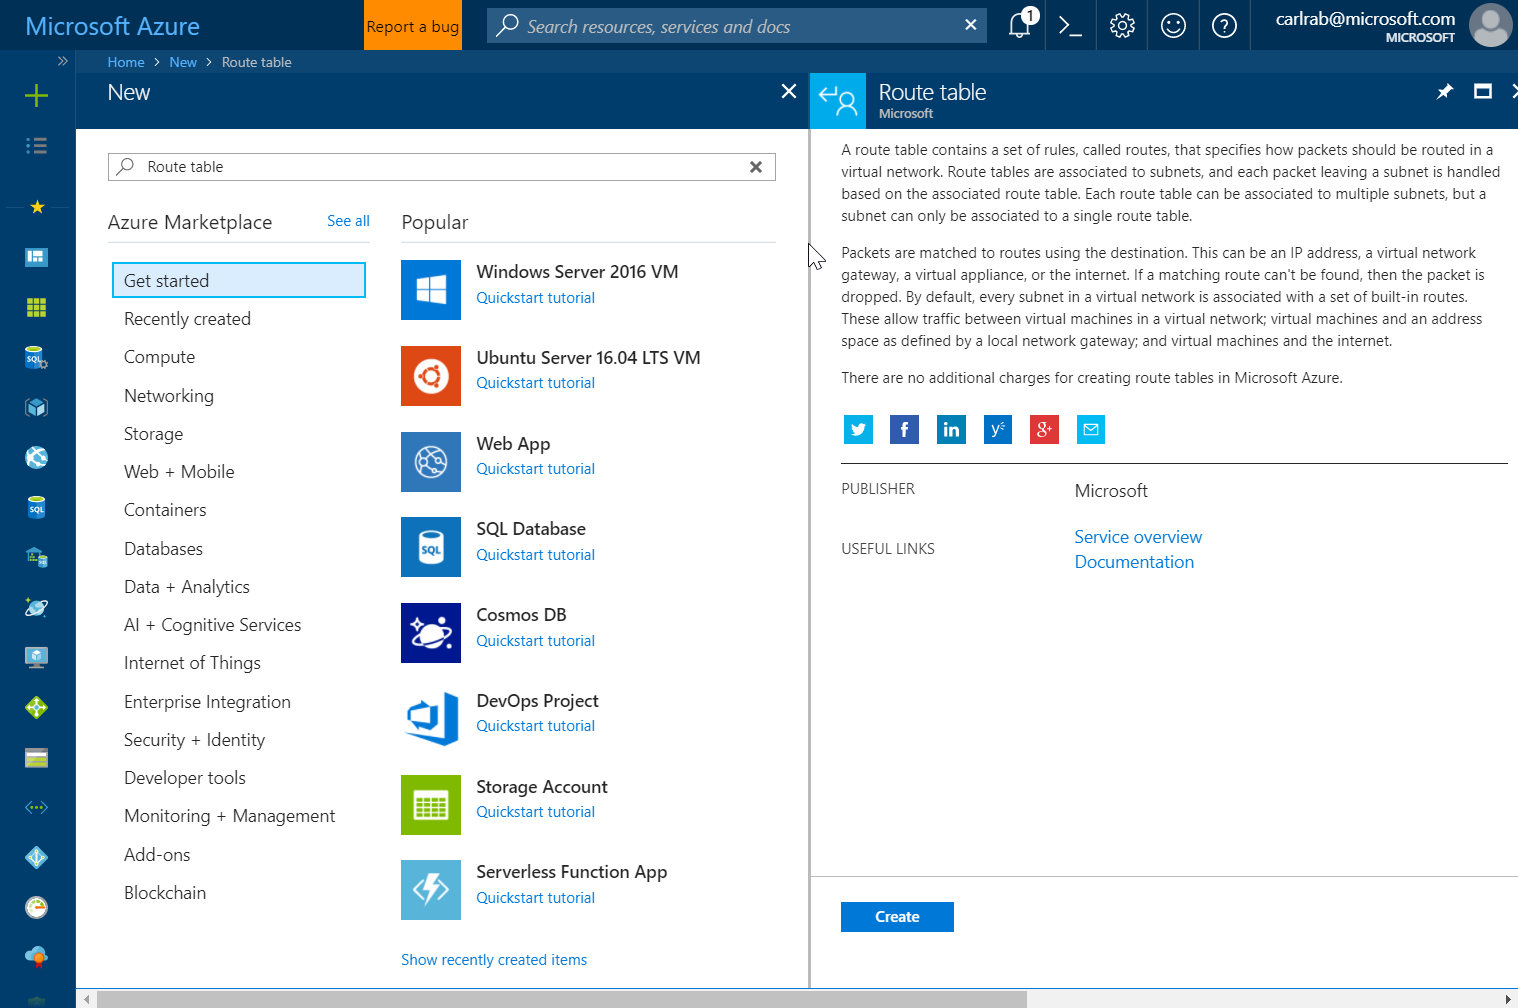 Microsoft Azure
Report a bug
Search resources, services and docs
1
carlrab@microsoft.com
MICROSOFT
Home > New > Route table
New
Route table
Microsoft
Route table
Azure Marketplace
See all
Get started
Recently created
Compute
Networking
Storage
Web + Mobile
Containers
Databases
Data + Analytics
AI + Cognitive Services
Internet of Things
Enterprise Integration
Security + Identity
Developer tools
Monitoring + Management
Add-ons
Blockchain
Popular
Windows Server 2016 VM
Quickstart tutorial
Ubuntu Server 16.04 LTS VM
Quickstart tutorial
Web App
Quickstart tutorial
SQL
SQL Database
Quickstart tutorial
Cosmos DB
Quickstart tutorial
DevOps Project
Quickstart tutorial
Storage Account
Quickstart tutorial
Serverless Function App
Quickstart tutorial
Show recently created items
A route table contains a set of rules, called routes, that specifies how packets should be routed in a
virtual network. Route tables are associated to subnets, and each packet leaving a subnet is handled
based on the associated route table. Each route table can be associated to multiple subnets, but a
subnet can only be associated to a single route table.
Packets are matched to routes using the destination. This can be an IP address, a virtual network
gateway, a virtual appliance, or the internet. If a matching route can't be found, then the packet is
dropped. By default, every subnet in a virtual network is associated with a set of built-in routes.
These allow traffic between virtual machines in a virtual network; virtual machines and an address
space as defined by a local network gateway; and virtual machines and the internet.
There are no additional charges for creating route tables in Microsoft Azure.
PUBLISHER
Microsoft
USEFUL LINKS
Service overview
Documentation
Create
SQL
SQL